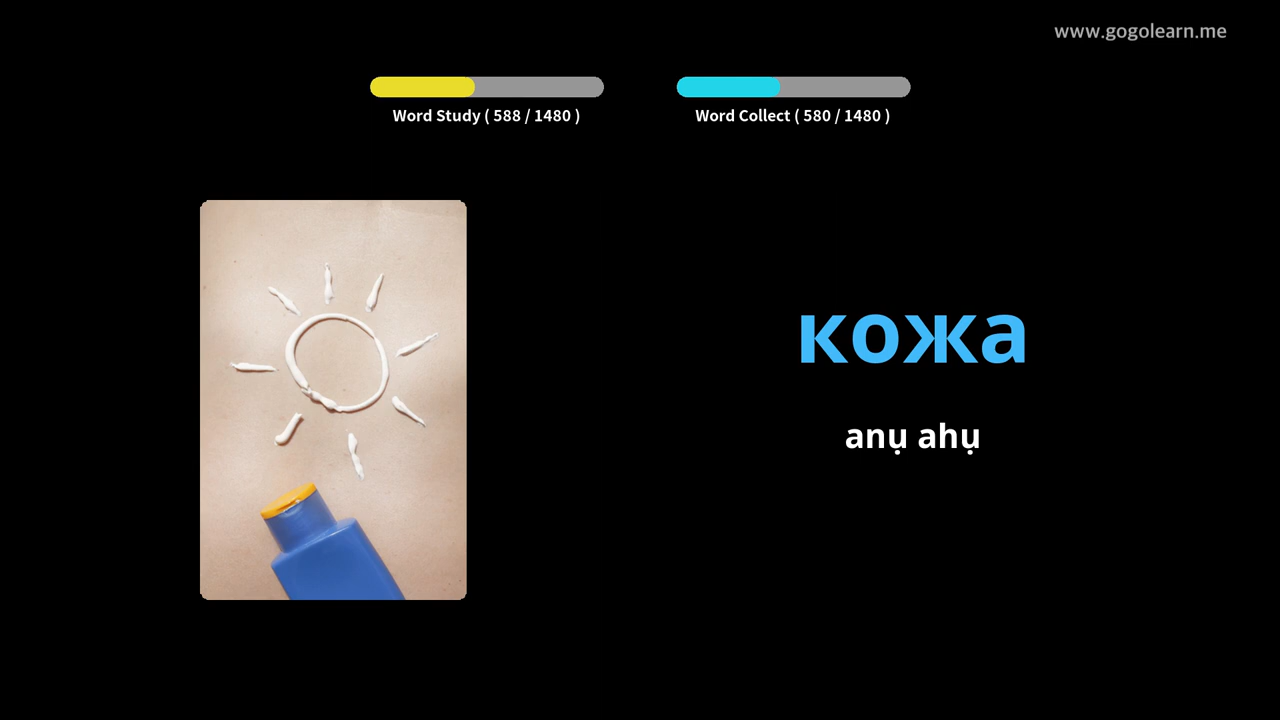 www.gogolearn.me
Word Study ( 588 / 1480 )
Word Collect ( 580 / 1480 )
кожа
anụ ahụ